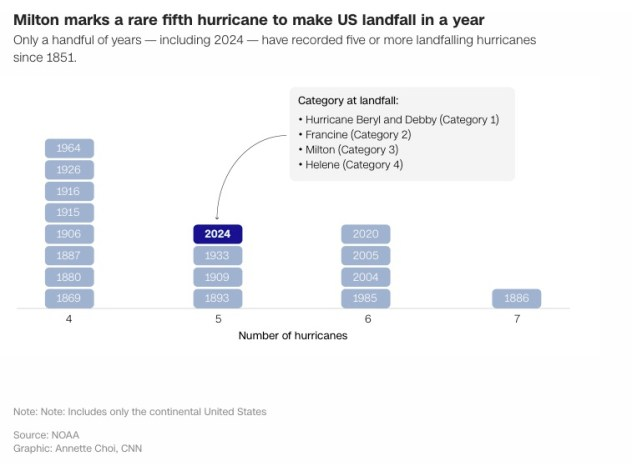 Milton marks a rare fifth hurricane to make US landfall in a year
Only a handful of years — including 2024 — have recorded five or more landfalling hurricanes
since 1851.
Category at landfall:
• Hurricane Beryl and Debby (Category 1)
• Francine (Category 2)
• Milton (Category 3)
• Helene (Category 4)
1964
1926
1916
1915
1906
1887
1880
1869
2024
1933
1909
1893
2020
2005
2004
1985
1886
4 5 6 7
Number of hurricanes
Note: Note: Includes only the continental United States
Source: NOAA
Graphic: Annette Choi, CNN